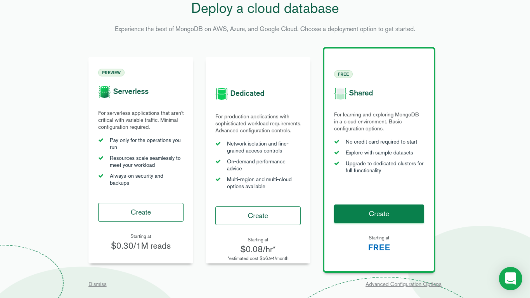 Deploy a cloud database
Experience the best of MongoDB on AWS, Azure, and Google Cloud. Choose a deployment option to get started.
PREVIEW
Serverless
For serverless applications that aren't
critical with variable traffic. Minimal
configuration required.
Pay only for the operations you
run
Resources scale seamlessly to
meet your workload
Always-on security and
backups
Create
Starting at
$0.30/1M reads
Dedicated
For production applications with
sophisticated workload requirements.
Advanced configuration controls.
Network isolation and fine-
grained access controls
On-demand performance
advice
Multi-region and multi-cloud
options available
Create
Starting at
$0.08/hr*
*estimated cost $56.94/month
FREE
Shared
For learning and exploring MongoDB
in a cloud environment. Basic
configuration options.
No credit card required to start
Explore with sample datasets
Upgrade to dedicated clusters for
full functionality
Create
Starting at
FREE
Dismiss
Advanced Configuration Options